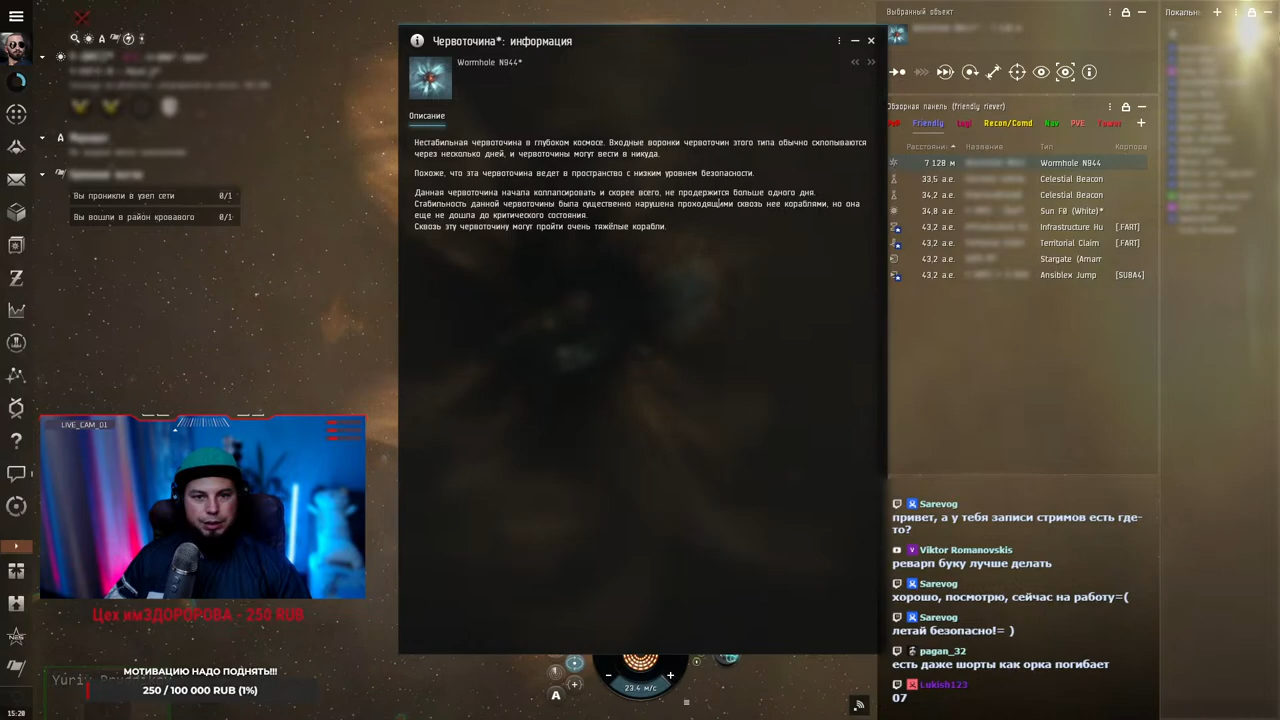 Червоточина*: информация
Wormhole N944*
Описание
Нестабильная червоточина в глубоком космосе. Входные воронки червоточин этого типа обычно схлопываются
через несколько дней, и червоточины могут вести в никуда.
Похоже, что эта червоточина ведет в пространство с низким уровнем безопасности.
Данная червоточина начала коллапсировать и скорее всего, не продержится больше одного дня.
Стабильность данной червоточины была существенно нарушена проходящими сквозь нее кораблями, но она
еще не дошла до критического состояния.
Сквозь эту червоточину могут пройти очень тяжёлые корабли.
Вы проникли в узел сети 0/1
Вы вошли в район кровавого 0/1
Выбранный объект
Обзорная панель (friendly riever)
Friendly Logi Recon/Comd Nav PVE Tower
Расстояни Название Тип Корпора
7 128 м Wormhole N944
33,5 а.е. Celestial Beacon
34,2 а.е. Celestial Beacon
34,8 а.е. Sun F0 (White)*
43,2 а.е. Infrastructure Hu [.FART]
43,2 а.е. Territorial Claim [.FART]
43,2 а.е. Stargate (Amarr
43,2 а.е. Ansiblex Jump [SU8A4]
Локальн
LIVE_CAM_01
Цех имЗДОРОРОВА - 250 RUB
МОТИВАЦИЮ НАДО ПОДНЯТЬ!!!
250 / 100 000 RUB (1%)
15:20
23.4 м/с
Sarevog
привет, а у тебя записи стримов есть где-
то?
Viktor Romanovskis
реварп буку лучше делать
Sarevog
хорошо, посмотрю, сейчас на работу=(
Sarevog
летай безопасно!= )
pagan_32
есть даже шорты как орка погибает
Lukish123
07